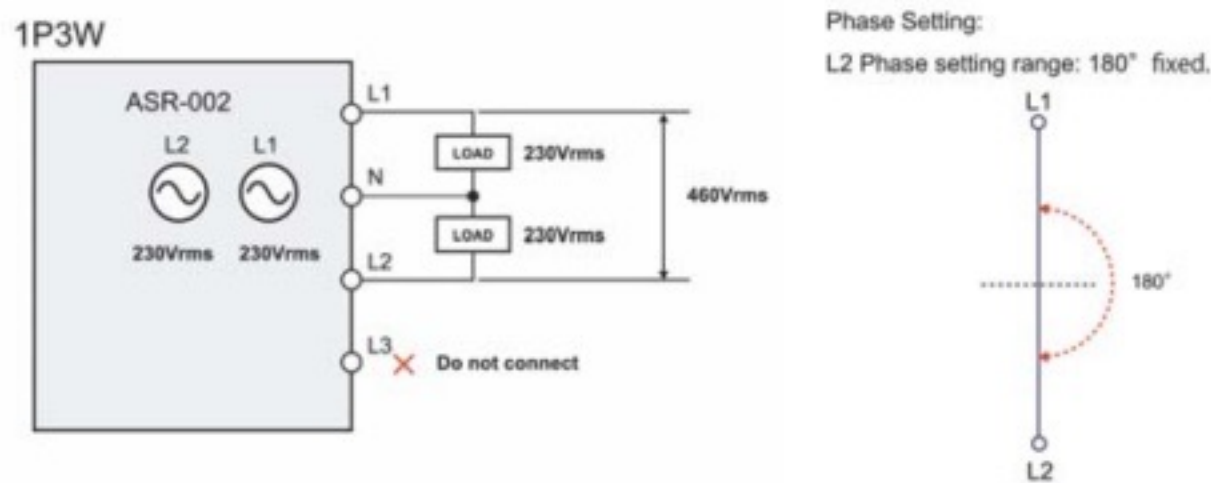 1P3W
ASR-002
L2 L1
230Vrms 230Vrms
L1
N
L2
L3
LOAD 230Vrms
LOAD 230Vrms
460Vrms
Do not connect
Phase Setting:
L2 Phase setting range: 180° fixed.
L1
180°
L2